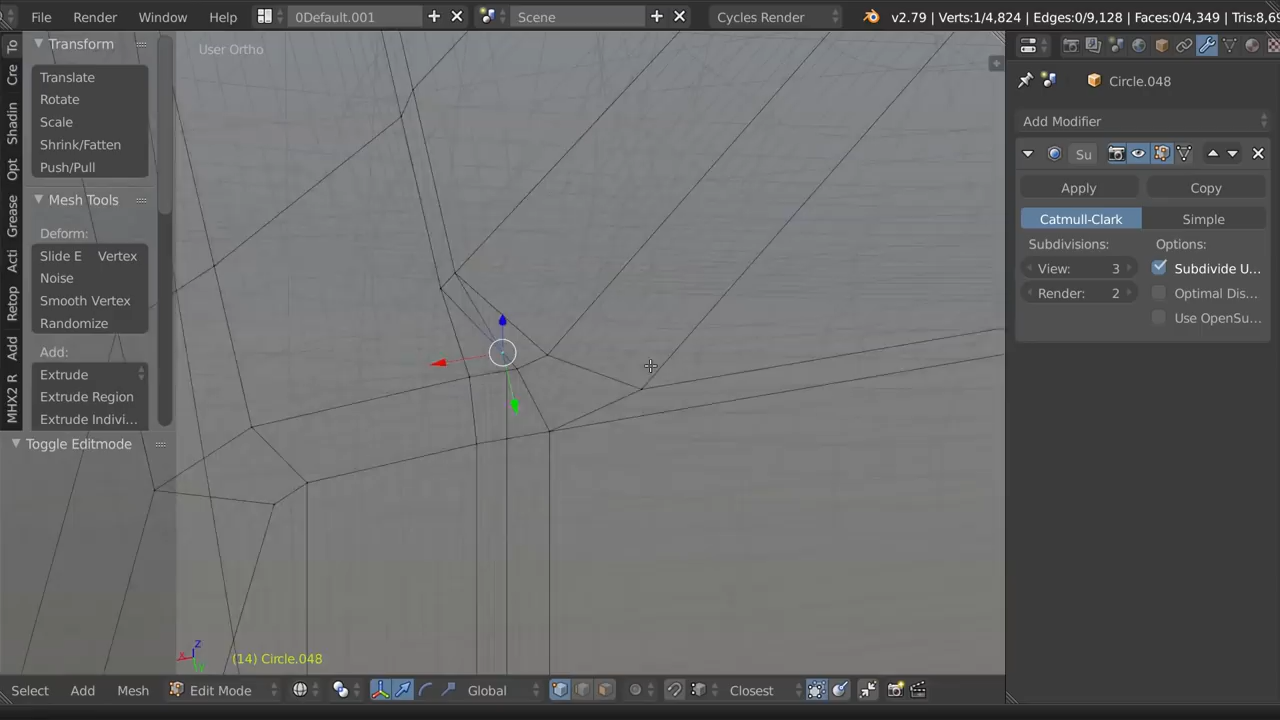 File Render Window Help 0Default.001 Scene Cycles Render v2.79 | Verts:1/4,824 | Edges:0/9,128 | Faces:0/4,349 | Tris:8,6
Transform
Translate
Rotate
Scale
Shrink/Fatten
Push/Pull
Mesh Tools
Deform:
Slide E Vertex
Noise
Smooth Vertex
Randomize
Add:
Extrude
Extrude Region
Extrude Indivi...
Toggle Editmode
To
Cre
Shadin
Opt
Grease
Acti
Retop
Add
MHX2 R
User Ortho
z
x
(14) Circle.048
Circle.048
Add Modifier
Su
Apply Copy
Catmull-Clark Simple
Subdivisions: Options:
View: 3 Subdivide U...
Render: 2 Optimal Dis...
Use OpenSu...
Select Add Mesh Edit Mode Global Closest